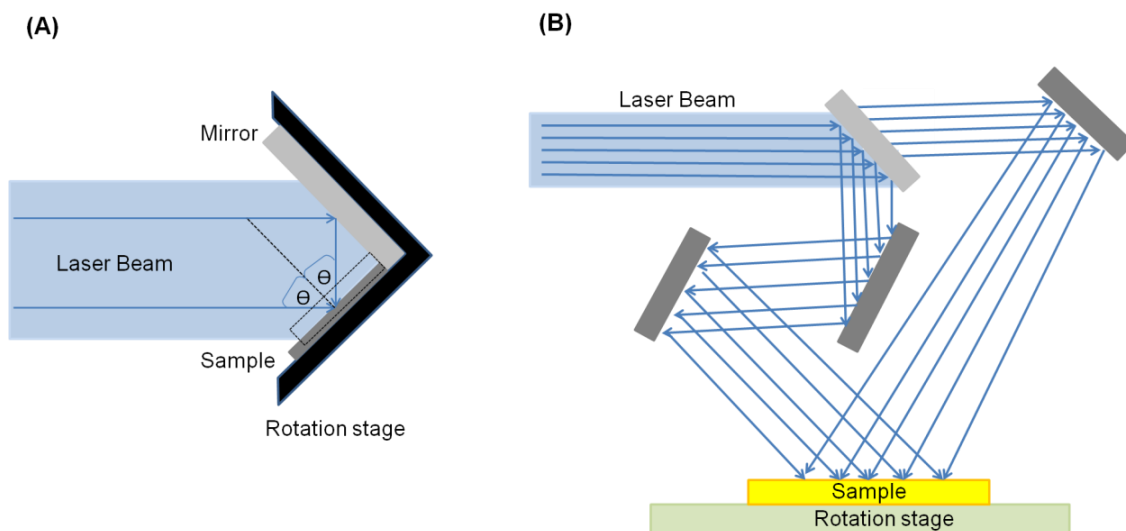 (A)
Mirror
Laser Beam
Ɵ
Ɵ
Sample
Rotation stage
(B)
Laser Beam
Sample
Rotation stage